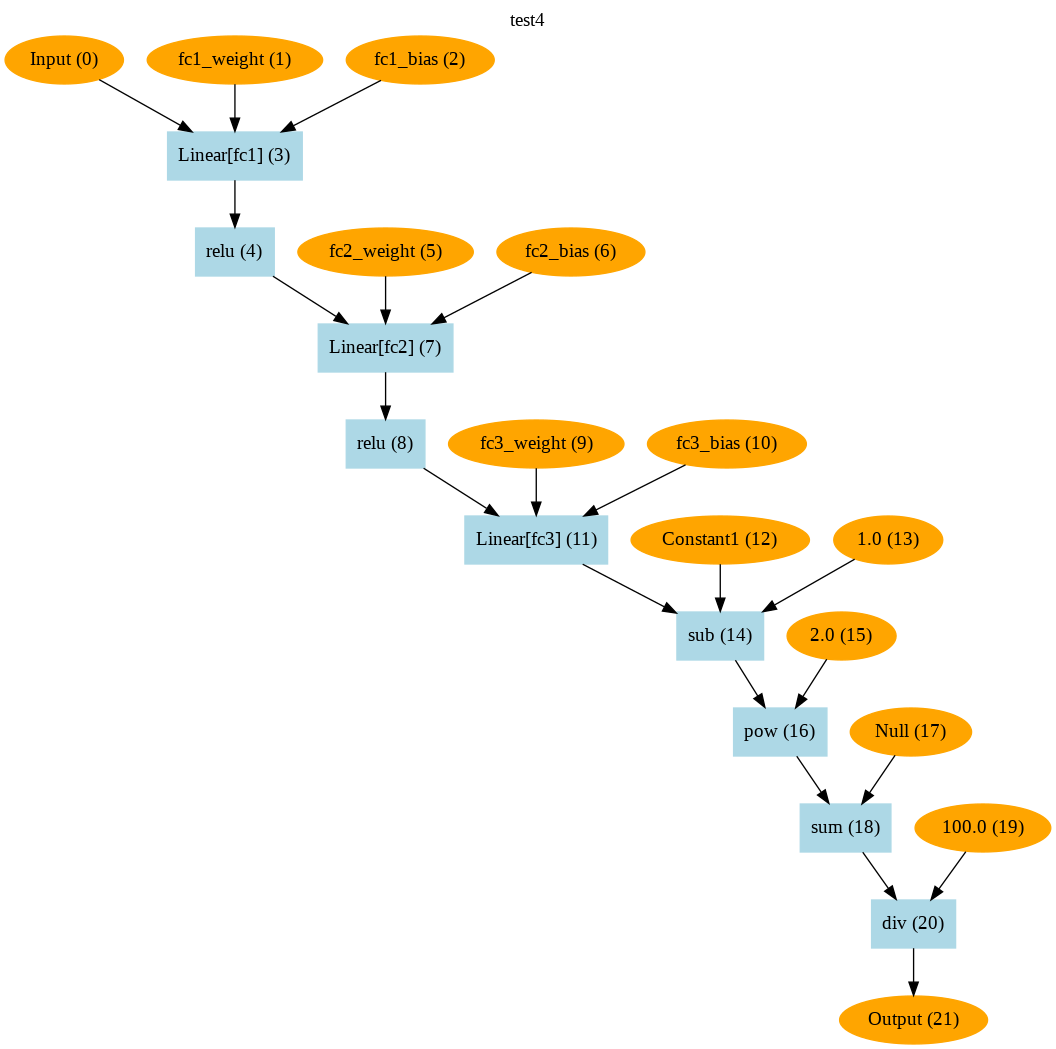 test4
Input (0)
fc1_weight (1)
fc1_bias (2)
Linear[fc1] (3)
relu (4)
fc2_weight (5)
fc2_bias (6)
Linear[fc2] (7)
relu (8)
fc3_weight (9)
fc3_bias (10)
Linear[fc3] (11)
Constant1 (12)
1.0 (13)
sub (14)
2.0 (15)
pow (16)
Null (17)
sum (18)
100.0 (19)
div (20)
Output (21)